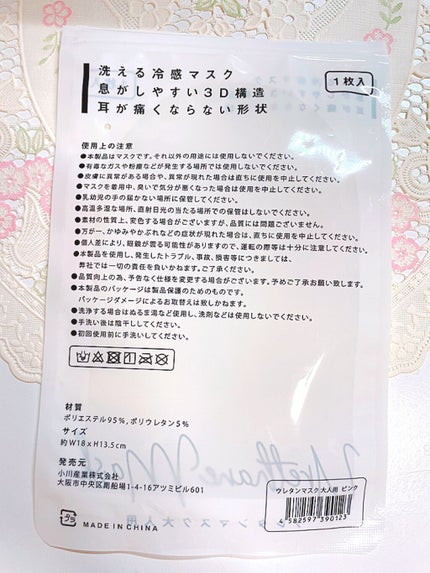 洗える冷感マスク
息がしやすい3D構造
耳が痛くならない形状
1枚入
使用上の注意
●本製品はマスクです。それ以外の用途には使用しないでください。
●有毒なガスや粉塵などが発生する場所では使用しないでください。
●皮膚に異常がある場合や、異常が現れた場合は直ちに使用を中止してください。
●マスクを着用中、臭いで気分が悪くなった場合は使用を中止してください。
●乳幼児の手の届かない場所に保管してください。
●高温多湿な場所、直射日光の当たる場所での保管はしないでください。
●素材の性質上、変色する場合がございますが、品質には問題ございません。
●万が一、かゆみやかぶれなどの症状が現れた場合は、直ちに使用を中止してください。
●個人差により、眼鏡が曇る可能性がありますので、運転の際等は十分に注意してください。
●本製品を使用し、発生したトラブル、事故、損害等につきましては、
弊社では一切の責任を負いかねます。ご了承ください。
●品質向上の為、予告なく仕様を変更する場合がございます。予めご了承お願い致します。
●本製品のパッケージは製品保護のためのものです。
パッケージダメージによるお取替えは致しかねます。
●洗浄する場合はぬるま湯など使用し、洗剤などは使用しないでください。
●手洗い後は陰干ししてください。
●初回使用前に手洗いしてください。
材質
ポリエステル95%、ポリウレタン5%
サイズ
約W18×H13.5cm
発売元
小川産業株式会社
大阪市中央区南船場1-4-16アツミビル601
ウレタンマスク 大人用 ピンク
4582597390123
プラ
MADE IN CHINA